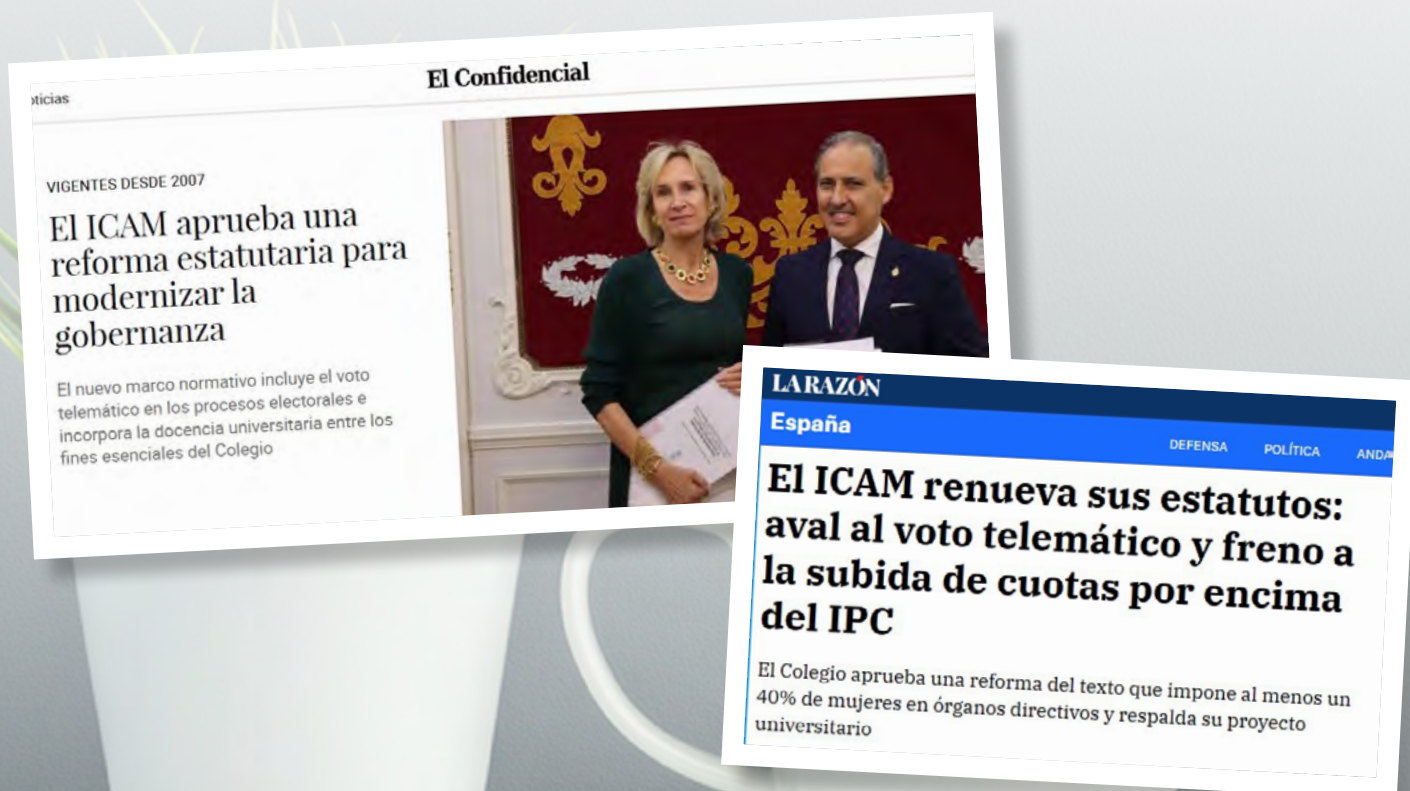 El Confidencial
VIGENTES DESDE 2007
El ICAM aprueba una
reforma estatutaria para
modernizar la
gobernanza
El nuevo marco normativo incluye el voto
telemático en los procesos electorales e
incorpora la docencia universitaria entre los
fines esenciales del Colegio
LA RAZÓN
España
DEFENSA POLÍTICA
El ICAM renueva sus estatutos:
aval al voto telemático y freno a
la subida de cuotas por encima
del IPC
El Colegio aprueba una reforma del texto que impone al menos un
40% de mujeres en órganos directivos y respalda su proyecto
universitario